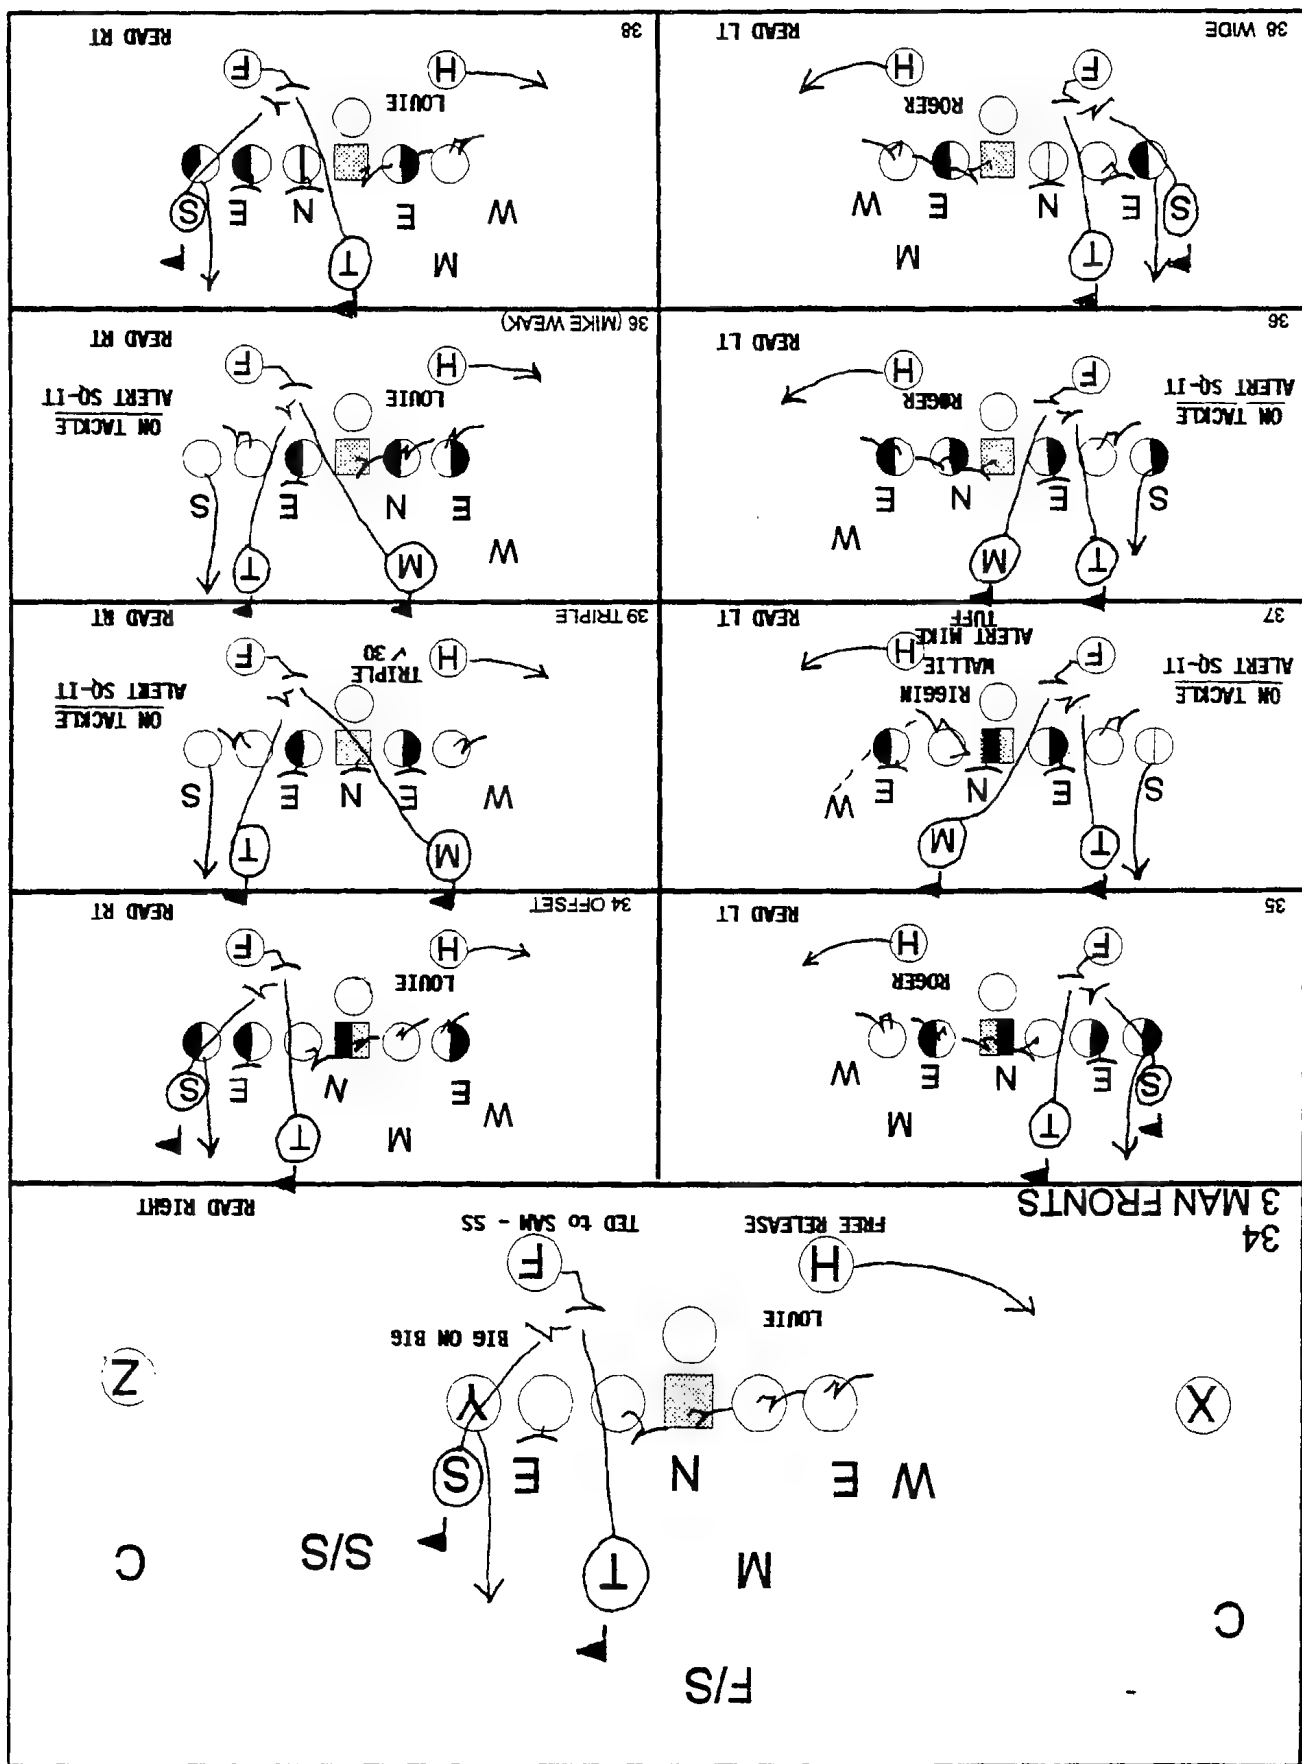 F/S
C
M T S/S C
W E N E S
X Y Z
BIG ON BIG
LOUIE
H F
FREE RELEASE TED to SAM - SS
34
3 MAN FRONTS READ RIGHT
T M
S E N E W
ROGER
F H
35 READ LT
M T
W
E N E S
LOUIE
H F
34 OFFSET READ RT
T M
S E N E W
ON TACKLE
ALERT SQ-IT
RIGGIN
WALLIE
F H
ALERT MIKE
TUFF
37 READ LT
M T
W E N E S
ON TACKLE
ALERT SQ-IT
TRIPLE
✓ 30
H F
39 TRIPLE READ RT
T M
W
S E N E
ON TACKLE
ALERT SQ-IT
ROGER
F H
36 READ LT
M T
W
E N E S
ON TACKLE
ALERT SQ-IT
LOUIE
H F
36 (MIKE WEAK) READ RT
T M
S E N E W
ROGER
F H
38 WIDE READ LT
M T
W E N E S
LOUIE
H F
38 READ RT